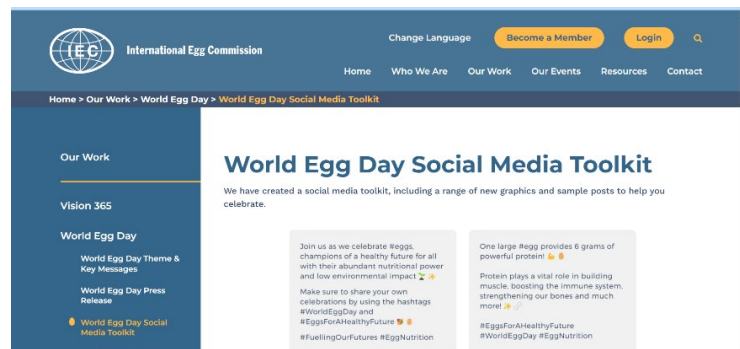 IEC
International Egg Commission
Change Language
Become a Member
Login
Home
Who We Are
Our Work
Our Events
Resources
Contact
Home > Our Work > World Egg Day > World Egg Day Social Media Toolkit
Our Work
Vision 365
World Egg Day
World Egg Day Theme &
Key Messages
World Egg Day Press
Release
World Egg Day Social
Media Toolkit
World Egg Day Social Media Toolkit
We have created a social media toolkit, including a range of new graphics and sample posts to help you
celebrate.
Join us as we celebrate #eggs,
champions of a healthy future for all
with their abundant nutritional power
and low environmental impact 🌱 ✨
Make sure to share your own
celebrations by using the hashtags
#WorldEggDay and
#EggsForAHealthyFuture 🐓 🥚
#FuellingOurFutures #EggNutrition
One large #egg provides 6 grams of
powerful protein! 💪 🥚
Protein plays a vital role in building
muscle, boosting the immune system,
strengthening our bones and much
more! ✨ 🦴
#EggsForAHealthyFuture
#WorldEggDay #EggNutrition